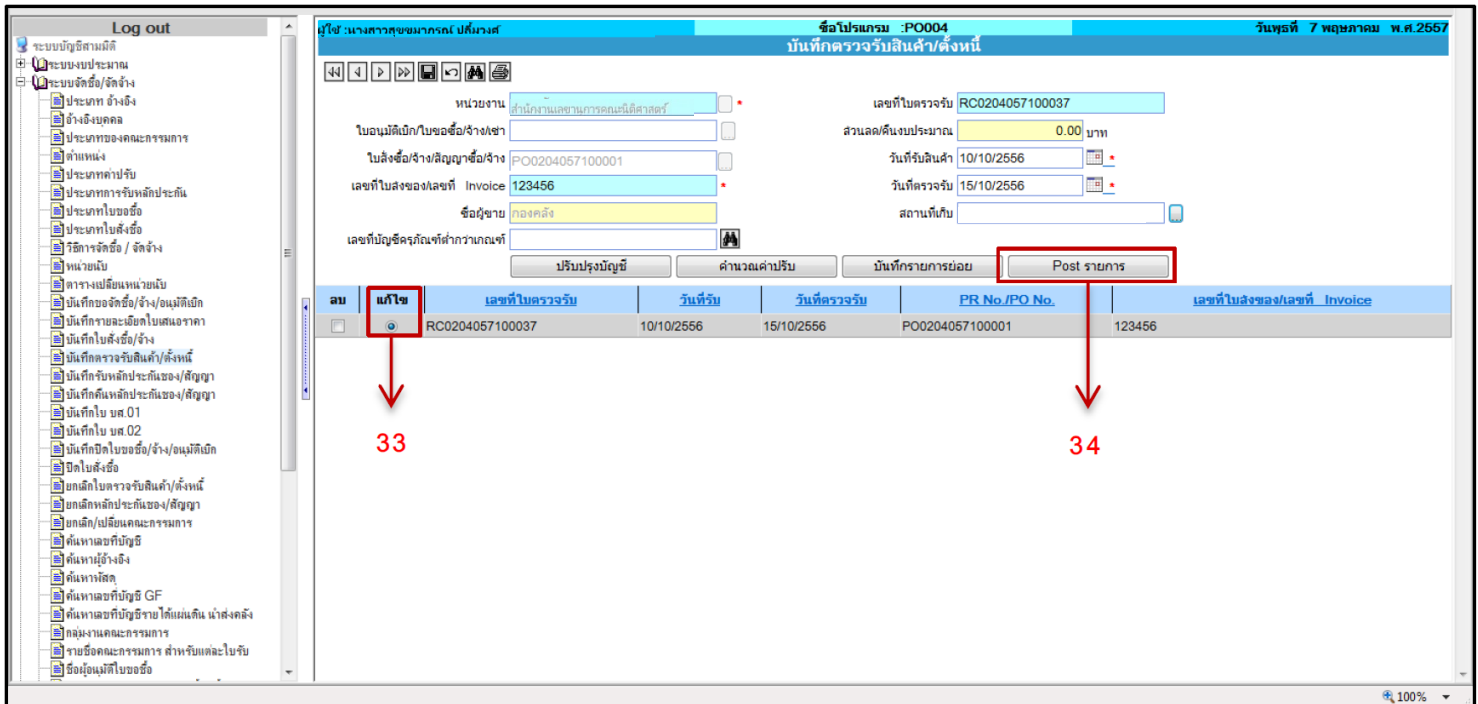 Log out
ระบบบัญชีสามมิติ
ระบบงบประมาณ
ระบบจัดซื้อ/จัดจ้าง
ประเภท อ้างอิง
อ้างอิงบุคคล
ประเภทของคณะกรรมการ
ตำแหน่ง
ประเภทค่าปรับ
ประเภทการรับหลักประกัน
ประเภทใบขอซื้อ
ประเภทใบสั่งซื้อ
วิธีการจัดซื้อ / จัดจ้าง
หน่วยนับ
ตารางเปลี่ยนหน่วยนับ
บันทึกขอจัดซื้อ/จ้าง/อนุมัติเบิก
บันทึกรายละเอียดใบเสนอราคา
บันทึกใบสั่งซื้อ/จ้าง
บันทึกตรวจรับสินค้า/ตั้งหนี้
บันทึกรับหลักประกันซอง/สัญญา
บันทึกคืนหลักประกันซอง/สัญญา
บันทึกใบ บศ.01
บันทึกใบ บศ.02
บันทึกปิดใบขอซื้อ/จ้าง/อนุมัติเบิก
ปิดใบสั่งซื้อ
ยกเลิกใบตรวจรับสินค้า/ตั้งหนี้
ยกเลิกหลักประกันซอง/สัญญา
ยกเลิก/เปลี่ยนคณะกรรมการ
ค้นหาเลขที่บัญชี
ค้นหาผู้อ้างอิง
ค้นหาพัสดุ
ค้นหาเลขที่บัญชี GF
ค้นหาเลขที่บัญชีรายได้แผ่นดิน นำส่งคลัง
กลุ่มงานคณะกรรมการ
รายชื่อคณะกรรมการ สำหรับแต่ละใบรับ
ชื่อผู้อนุมัติใบขอซื้อ
ผู้ใช้ :นางสาวสุขฆมาภรณ์ ปลื้มวงศ์ ชื่อโปรแกรม :PO004 วันพุธที่ 7 พฤษภาคม พ.ศ.2557
บันทึกตรวจรับสินค้า/ตั้งหนี้
หน่วยงาน สำนักงานเลขานุการคณะนิติศาสตร์ * เลขที่ใบตรวจรับ RC0204057100037
ใบอนุมัติเบิก/ใบขอซื้อ/จ้าง/เช่า ... ส่วนลด/คืนงบประมาณ 0.00 บาท
ใบสั่งซื้อ/จ้าง/สัญญาซื้อ/จ้าง PO0204057100001 ... วันที่รับสินค้า 10/10/2556 *
เลขที่ใบส่งของ/เลขที่ Invoice 123456 * วันที่ตรวจรับ 15/10/2556 *
ชื่อผู้ขาย กองคลัง สถานที่เก็บ ...
เลขที่บัญชีครุภัณฑ์ต่ำกว่าเกณฑ์
ปรับปรุงบัญชี คำนวณค่าปรับ บันทึกรายการย่อย Post รายการ
ลบ แก้ไข เลขที่ใบตรวจรับ วันที่รับ วันที่ตรวจรับ PR No./PO No. เลขที่ใบส่งของ/เลขที่ Invoice
RC0204057100037 10/10/2556 15/10/2556 PO0204057100001 123456
33 34
100%